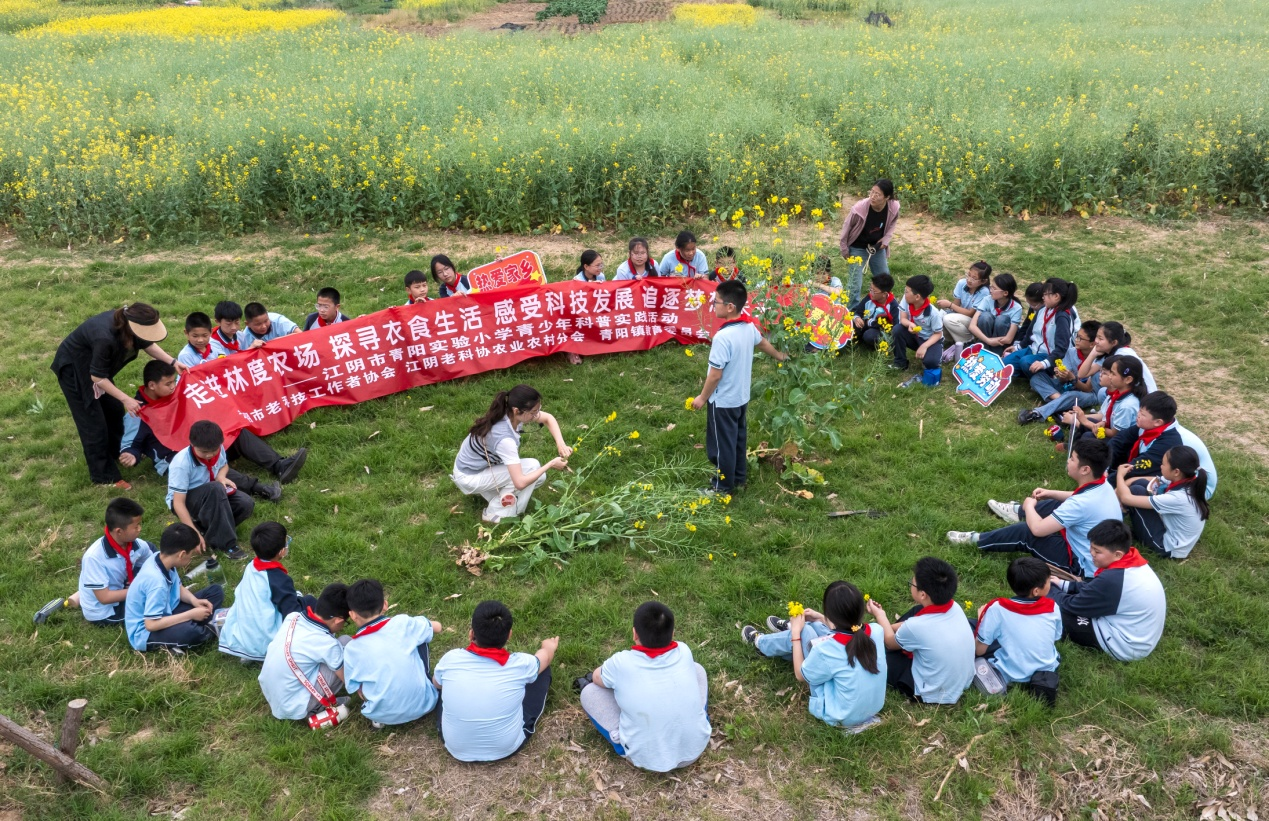 热爱家乡
走进林度农场 探寻衣食生活 感受科技发展 追逐梦
——江阴市青阳实验小学青少年科普实践活动
市老科技工作者协会 江阴老科协农业农村分会 青阳镇